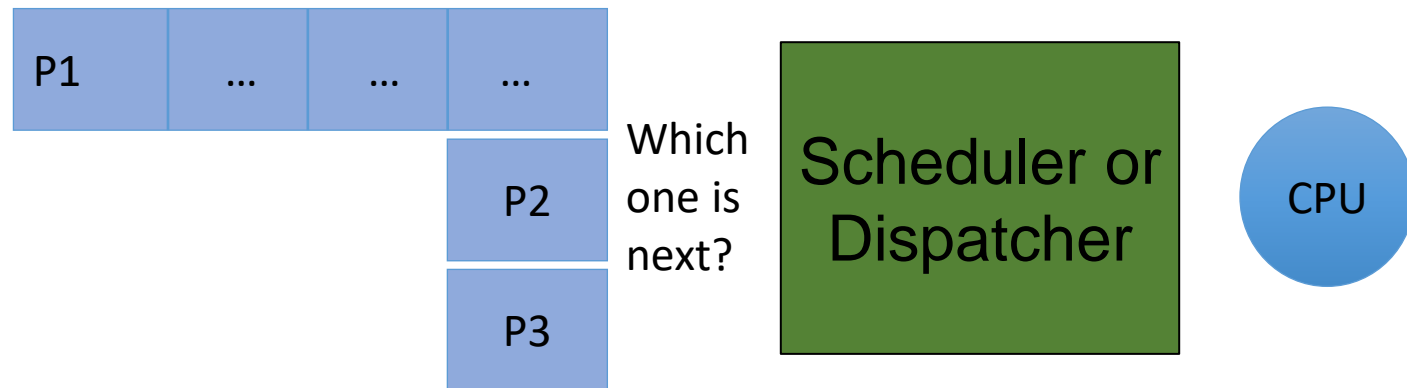 P1 … … …
P2
P3
Which
one is
next?
Scheduler or
Dispatcher
CPU